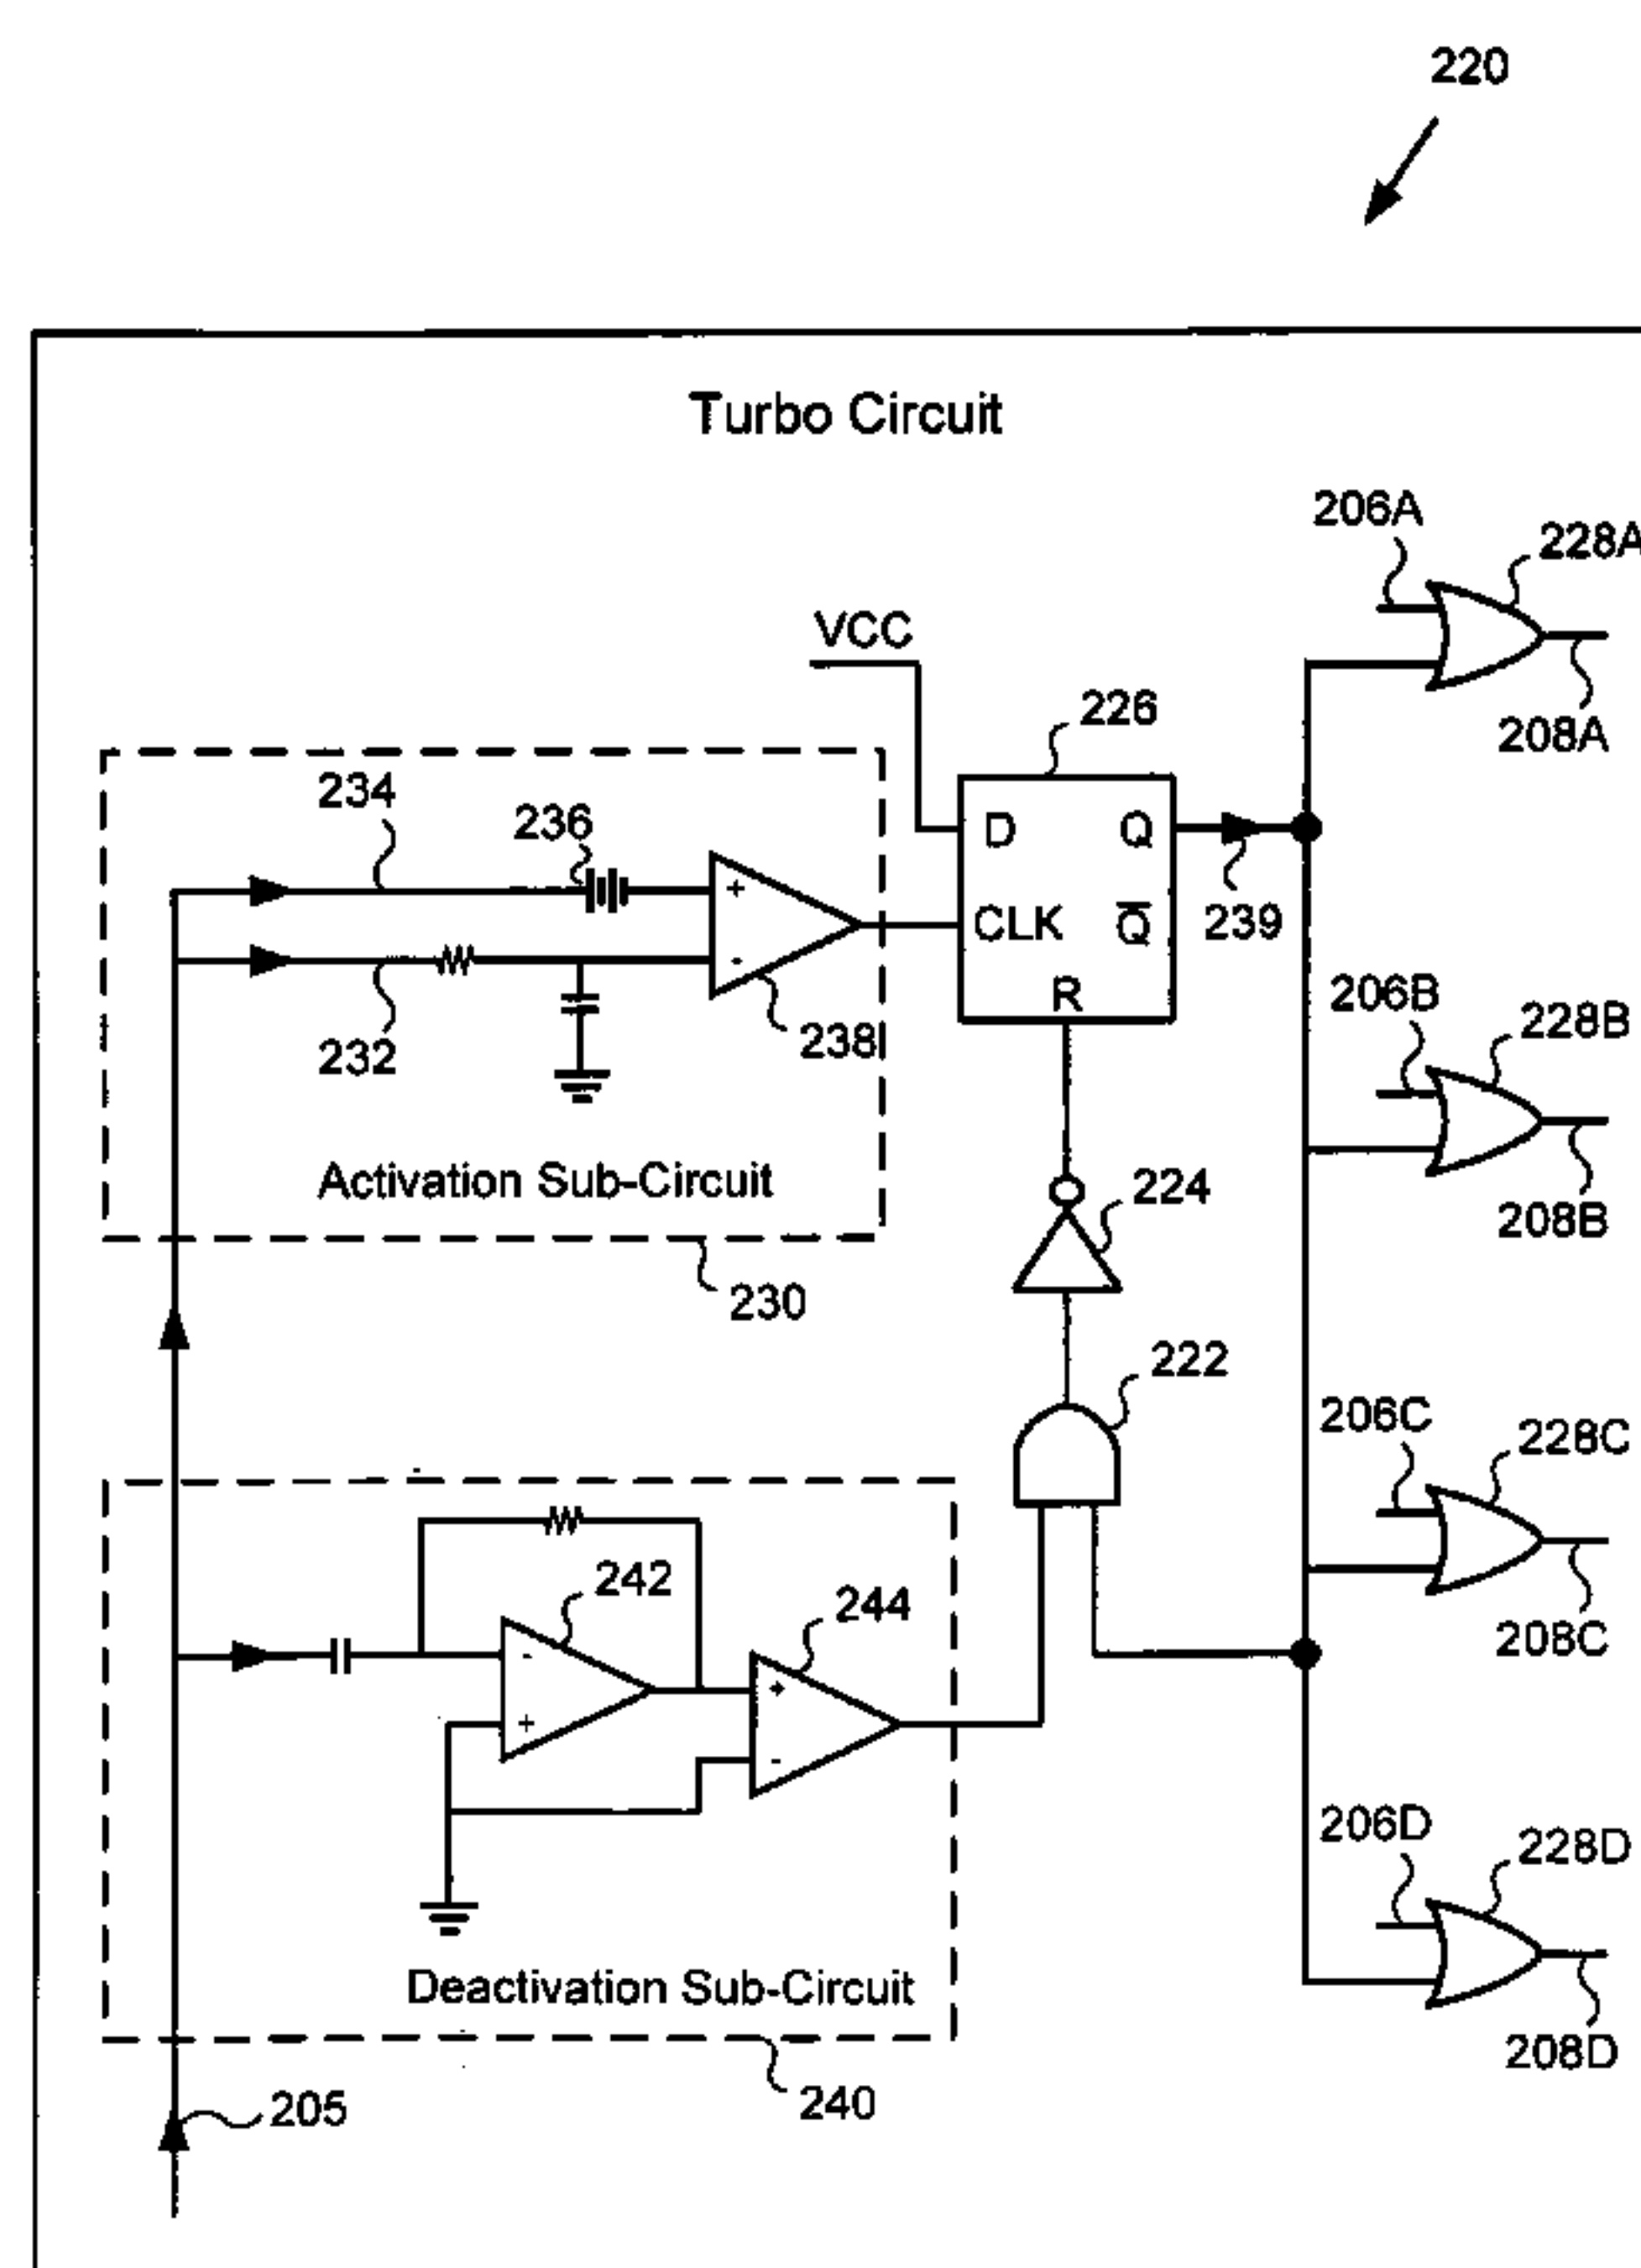 220
Turbo Circuit
206A
228A
208A
VCC
226
D
Q
CLK
Q̅
R
239
234
236
+
-
232
238
Activation Sub-Circuit
230
206B
228B
208B
224
222
206C
228C
208C
242
244
-
+
+
-
Deactivation Sub-Circuit
240
206D
228D
208D
205